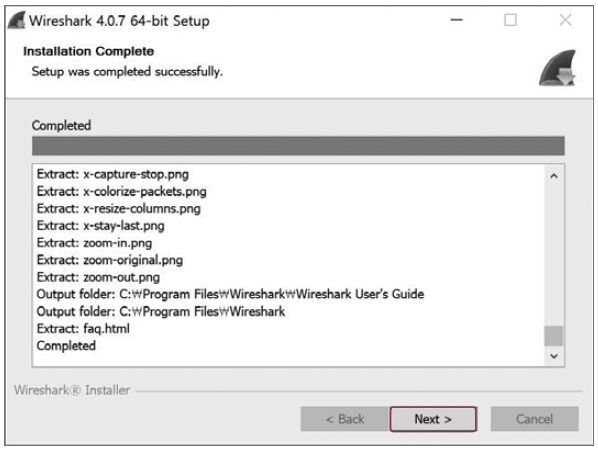 Wireshark 4.0.7 64-bit Setup
Installation Complete
Setup was completed successfully.
Completed
Extract: x-capture-stop.png
Extract: x-colorize-packets.png
Extract: x-resize-columns.png
Extract: x-stay-last.png
Extract: zoom-in.png
Extract: zoom-original.png
Extract: zoom-out.png
Output folder: C:₩Program Files₩Wireshark₩Wireshark User's Guide
Output folder: C:₩Program Files₩Wireshark
Extract: faq.html
Completed
Wireshark® Installer
< Back Next > Cancel